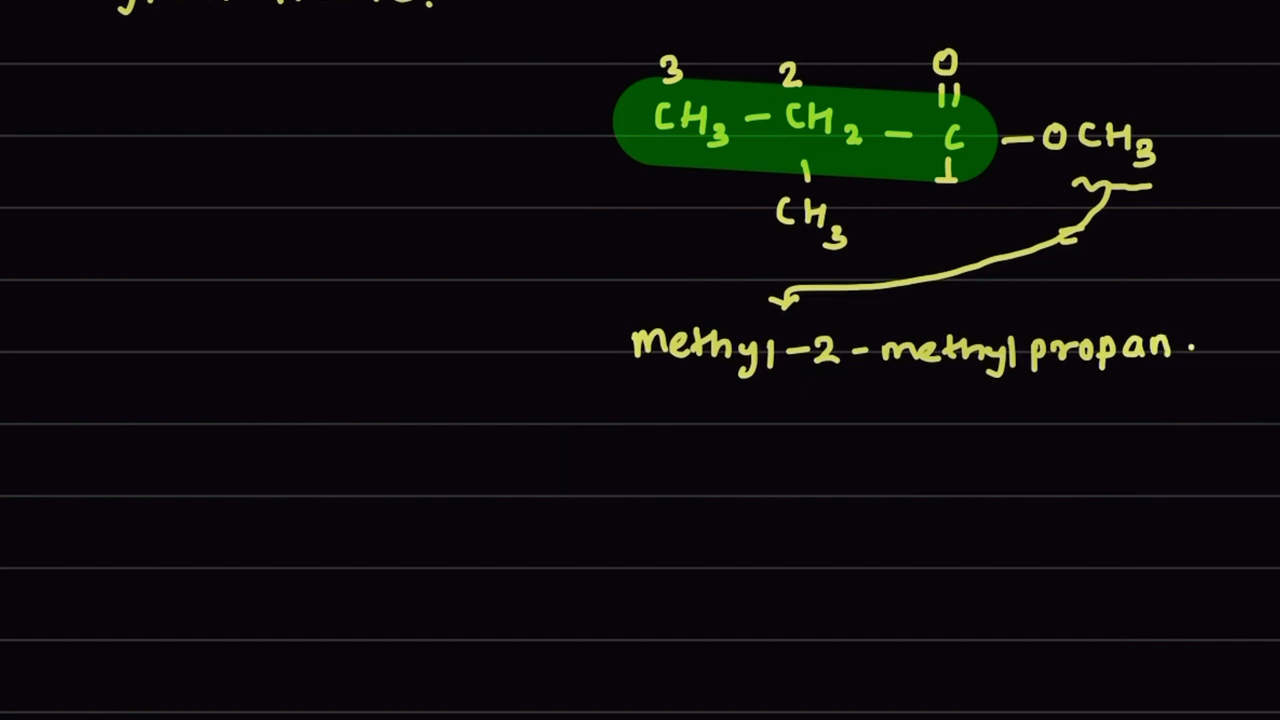 3 2 O
CH3 - CH2 - C - OCH3
1
CH3
methyl-2-methylpropan.